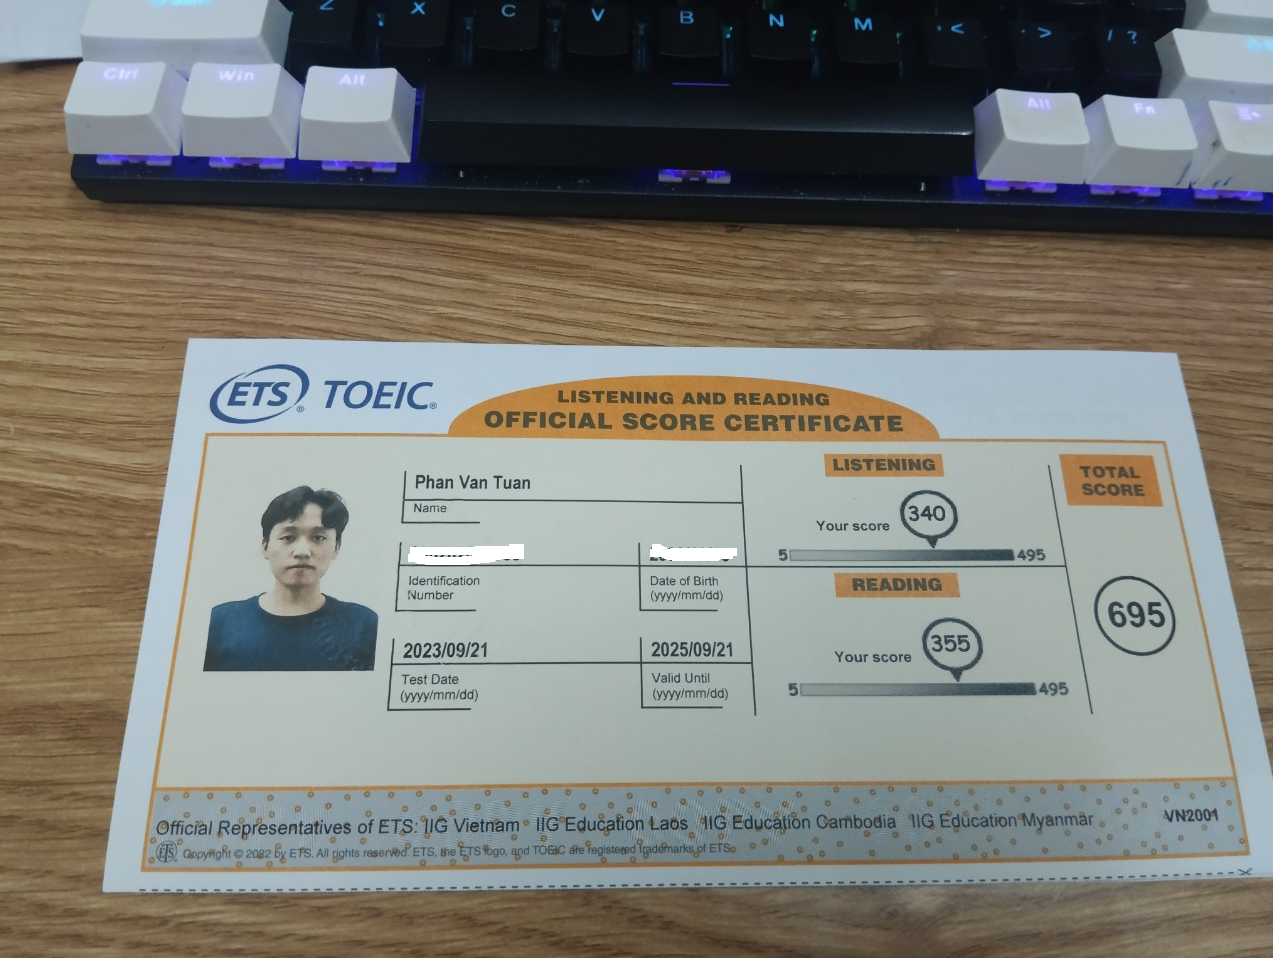 Z X C V B N M , < . > / ?
Ctrl Win Alt Alt Fn
ETS® TOEIC®
LISTENING AND READING
OFFICIAL SCORE CERTIFICATE
Phan Van Tuan
Name
Identification
Number
Date of Birth
(yyyy/mm/dd)
2023/09/21
Test Date
(yyyy/mm/dd)
2025/09/21
Valid Until
(yyyy/mm/dd)
LISTENING
Your score 340
5 495
READING
Your score 355
5 495
TOTAL
SCORE
695
Official Representatives of ETS: IIG Vietnam IIG Education Laos IIG Education Cambodia IIG Education Myanmar VN2001
ETS Copyright © 2022 by ETS. All rights reserved. ETS, the ETS logo, and TOEIC are registered trademarks of ETS.